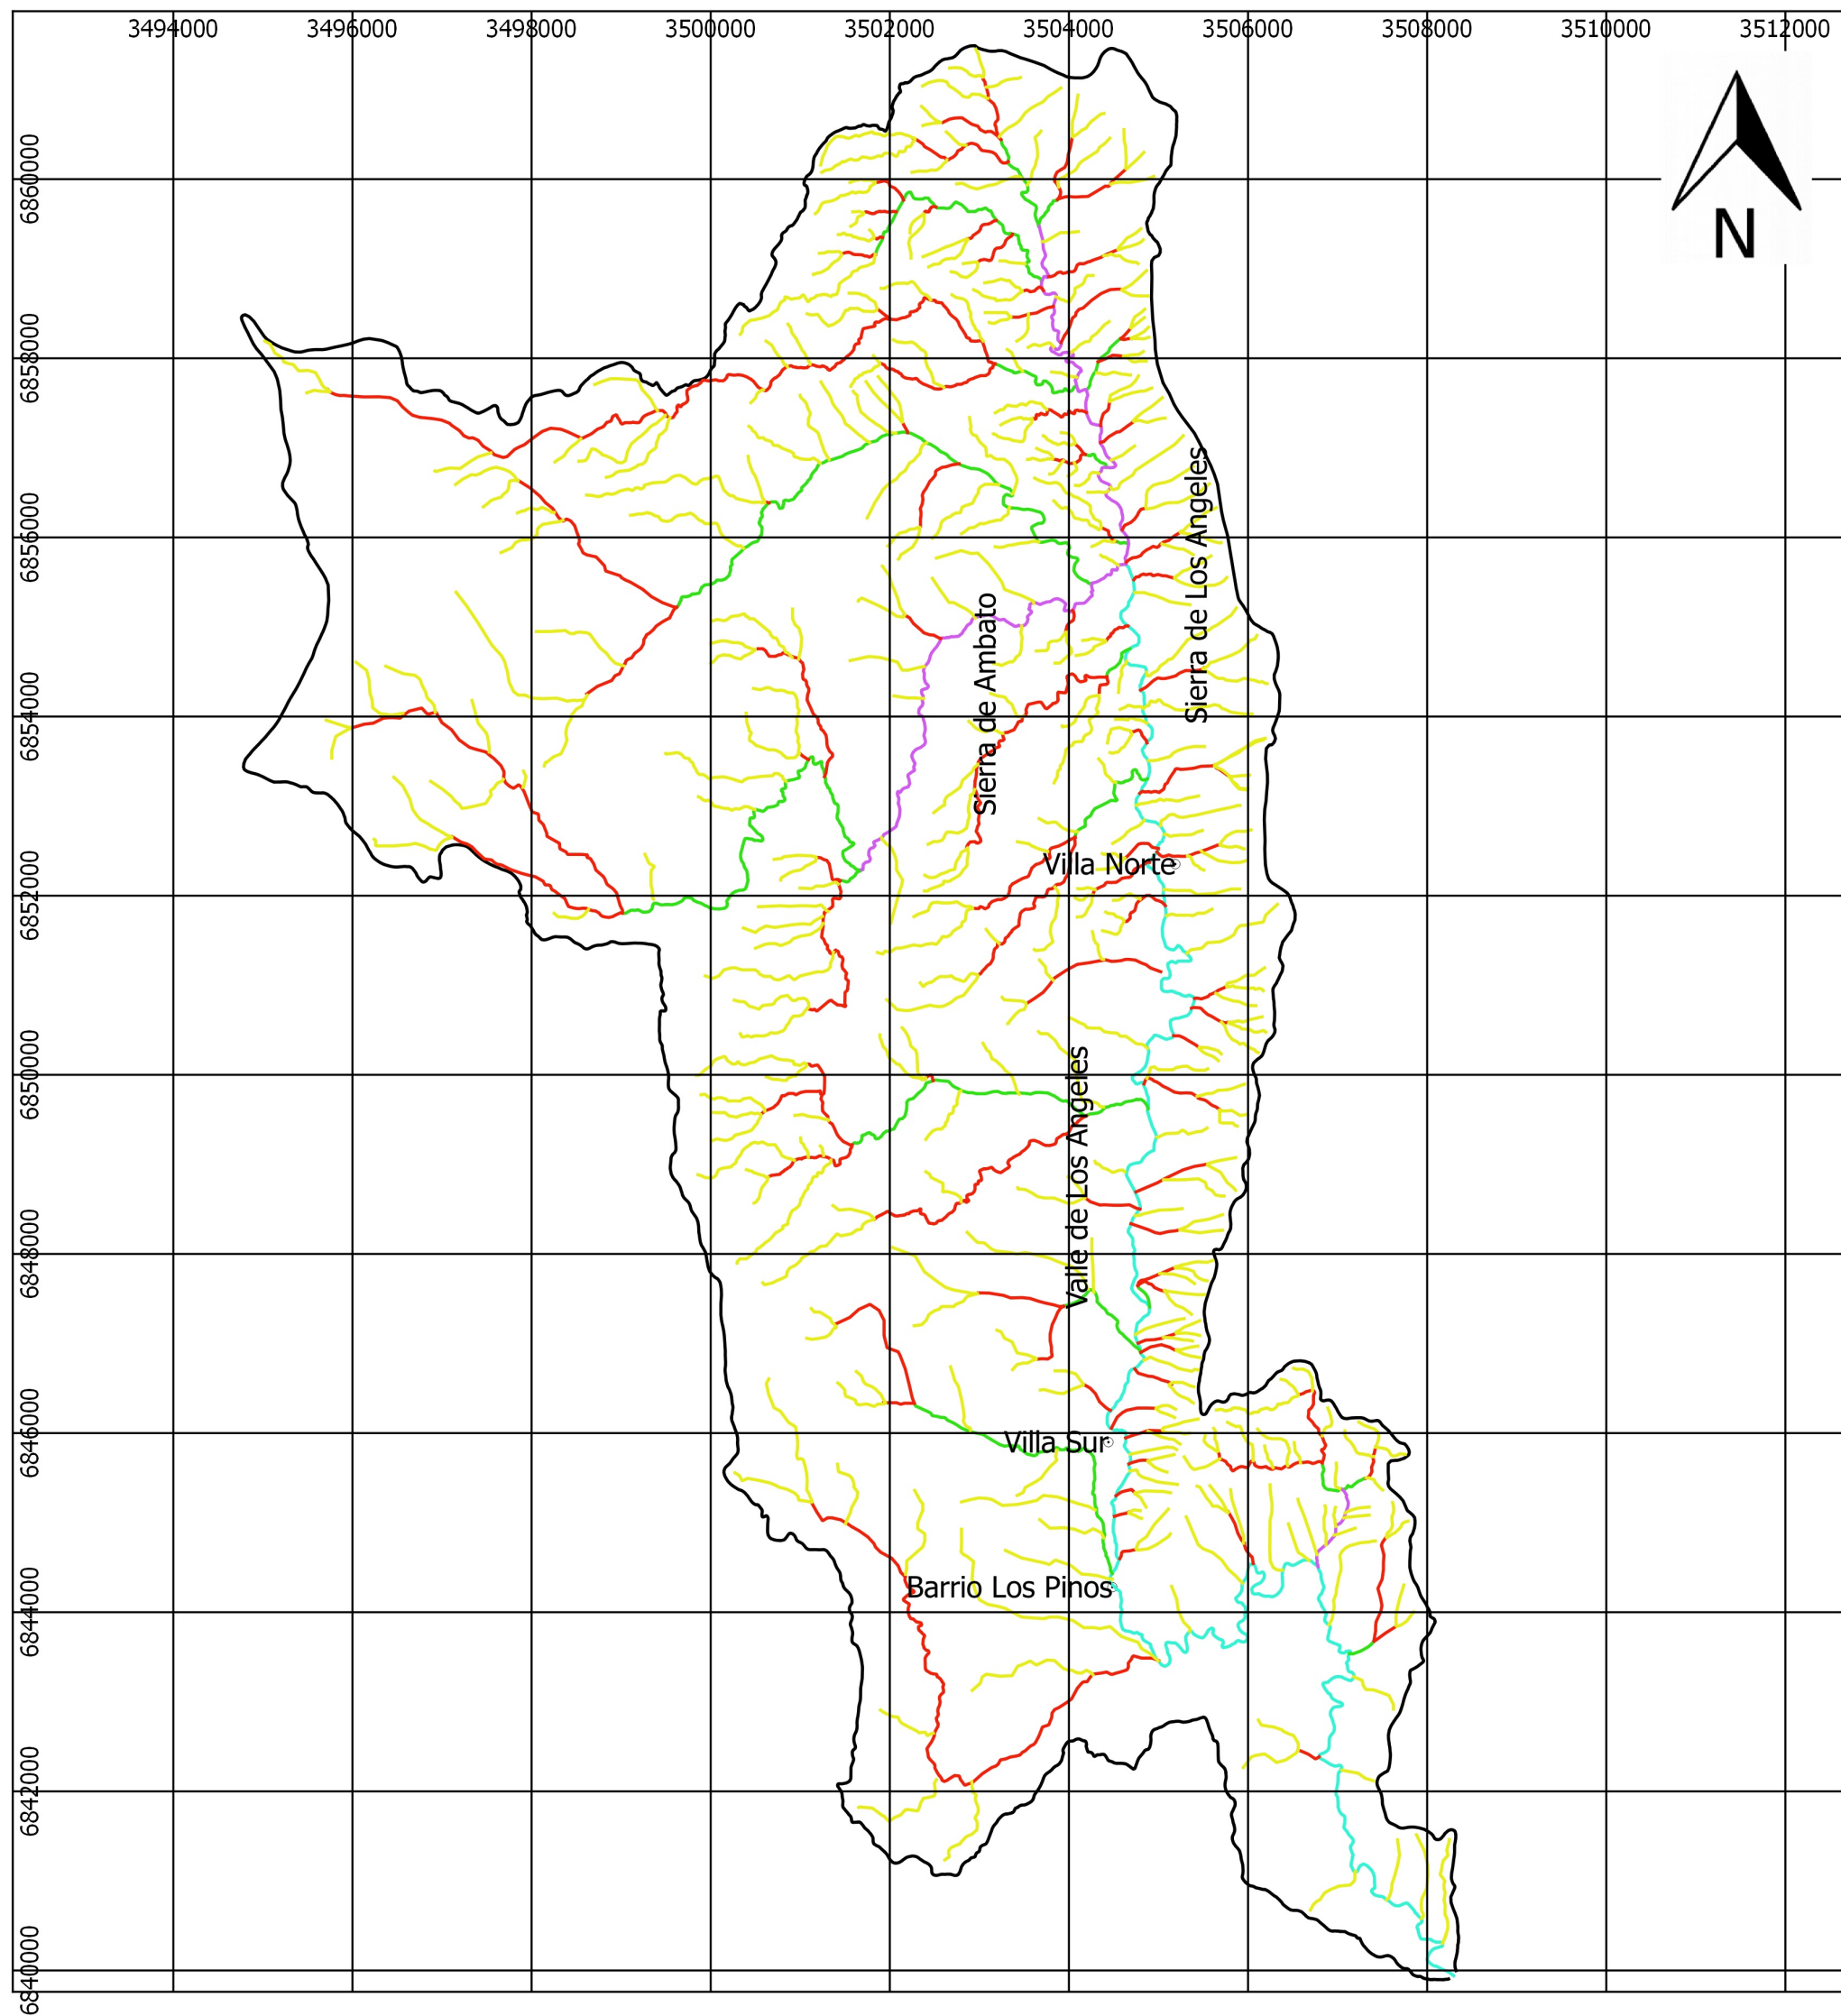 3494000 3496000 3498000 3500000 3502000 3504000 3506000 3508000 3510000 3512000
N
6860000
6858000
6856000
6854000
6852000
6850000
6848000
6846000
6844000
6842000
6840000
Sierra de Los Angeles
Sierra de Ambato
Villa Norte
Valle de Los Angeles
Villa Sur
Barrio Los Pinos